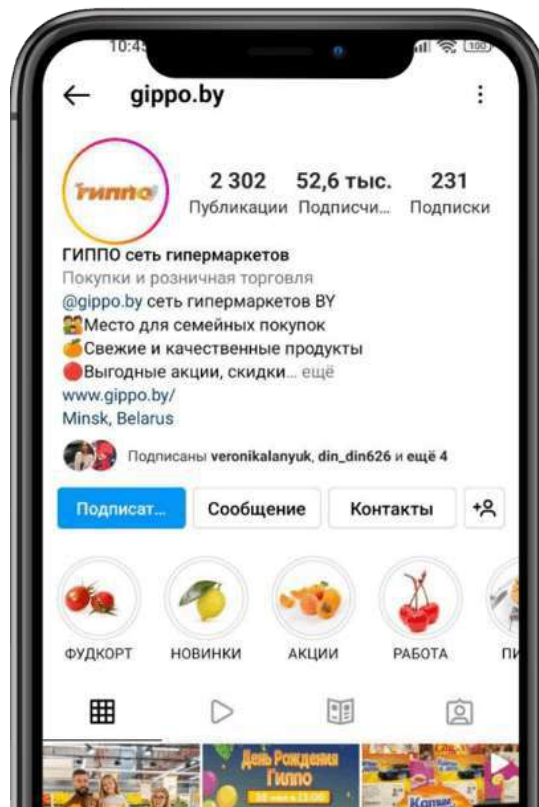 10:45
100
gippo.by
гиппо
2 302 52,6 тыс. 231
Публикации Подписчи... Подписки
ГИППО сеть гипермаркетов
Покупки и розничная торговля
@gippo.by сеть гипермаркетов BY
Место для семейных покупок
Свежие и качественные продукты
Выгодные акции, скидки... ещё
www.gippo.by/
Minsk, Belarus
Подписаны veronikalanyuk, din_din626 и ещё 4
Подписат... Сообщение Контакты
ФУДКОРТ НОВИНКИ АКЦИИ РАБОТА ПИ
День Рождения
Гиппо